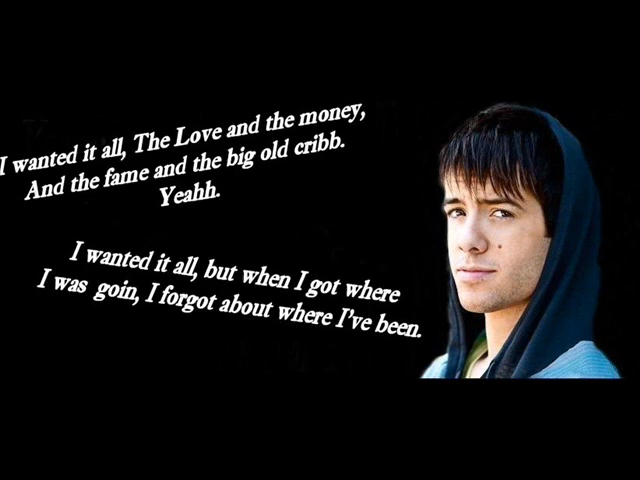 I wanted it all, The Love and the money,
And the fame and the big old cribb.
Yeahh.
I wanted it all, but when I got where
I was goin, I forgot about where I've been.